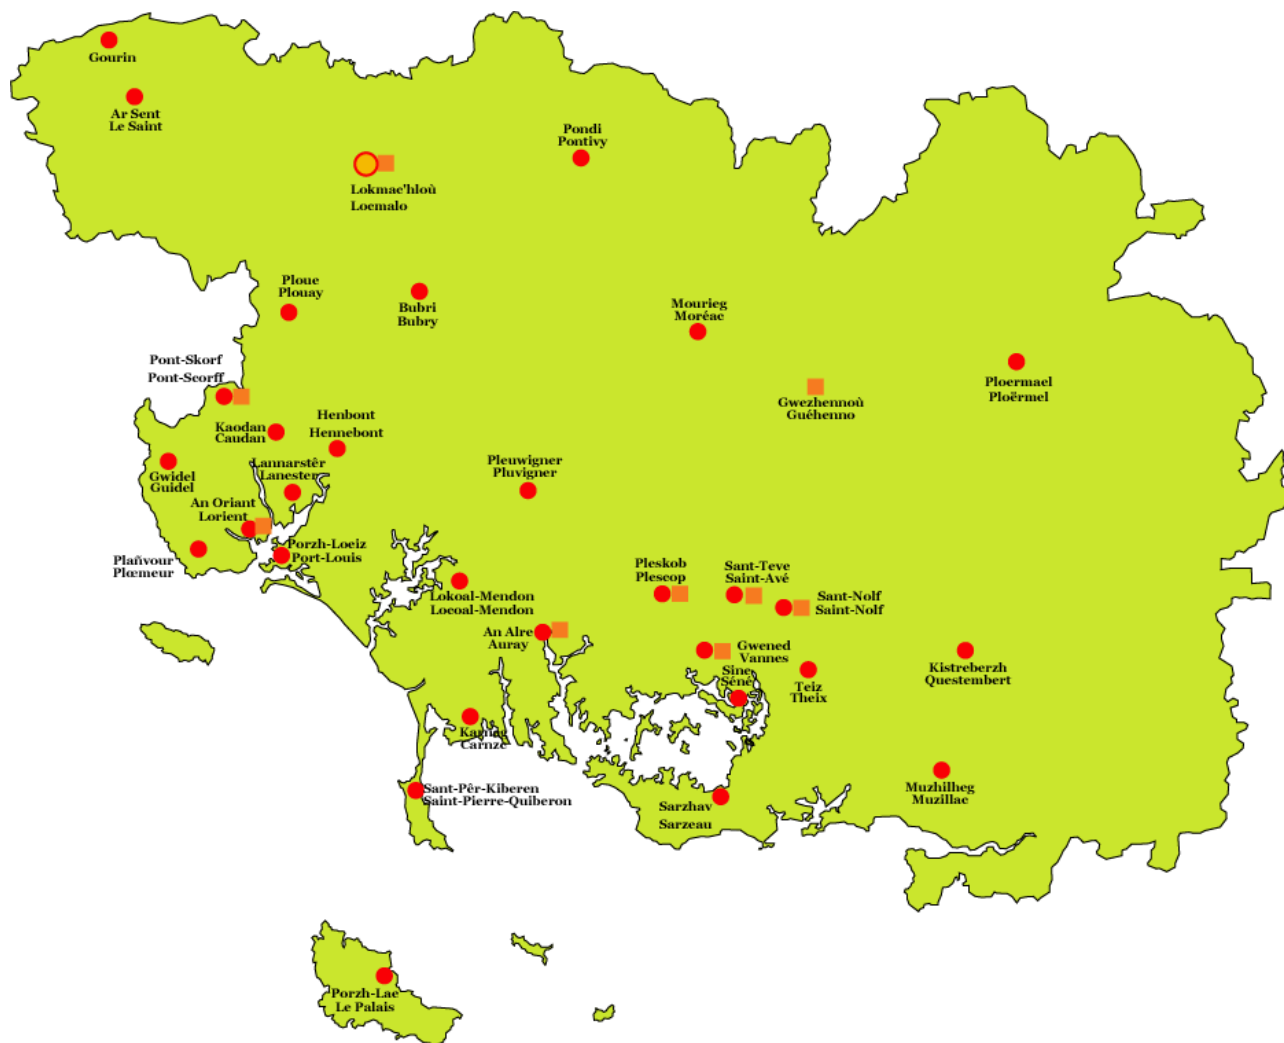 Gourin
Ar Sent
Le Saint
Pondi
Pontivy
Lokmac'hloù
Locmalo
Ploue
Plouay
Bubri
Bubry
Mourieg
Moréac
Pont-Skorf
Pont-Scorff
Ploermael
Ploërmel
Gwezhennoù
Guéhenno
Henbont
Hennebont
Kaodan
Caudan
Lannarstêr
Lanester
Pleuwigner
Pluvigner
Gwidel
Guidel
An Oriant
Lorient
Porzh-Loeiz
Port-Louis
Plañvour
Plœmeur
Pleskob
Plescop
Sant-Teve
Saint-Avé
Sant-Nolf
Saint-Nolf
Lokoal-Mendon
Locoal-Mendon
An Alre
Auray
Gwened
Vannes
Sine
Séné
Kistreberzh
Questembert
Teiz
Theix
Karnag
Carnac
Sant-Pêr-Kiberen
Saint-Pierre-Quiberon
Muzhilheg
Muzillac
Sarzhav
Sarzeau
Porzh-Lae
Le Palais